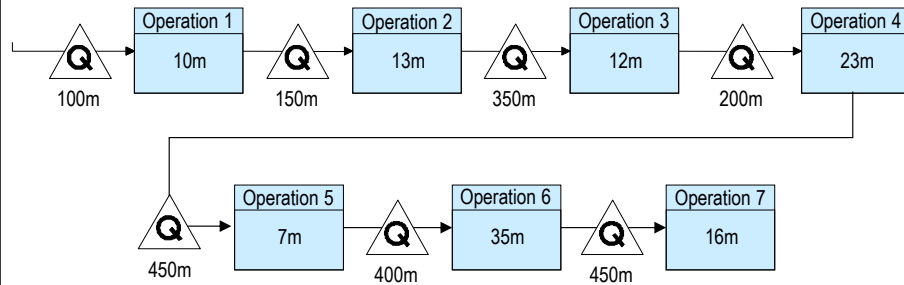 Operation 1
Operation 2
Operation 3
Operation 4
Q
10m
Q
13m
Q
12m
Q
23m
100m
150m
350m
200m
Operation 5
Operation 6
Operation 7
Q
7m
Q
35m
Q
16m
450m
400m
450m